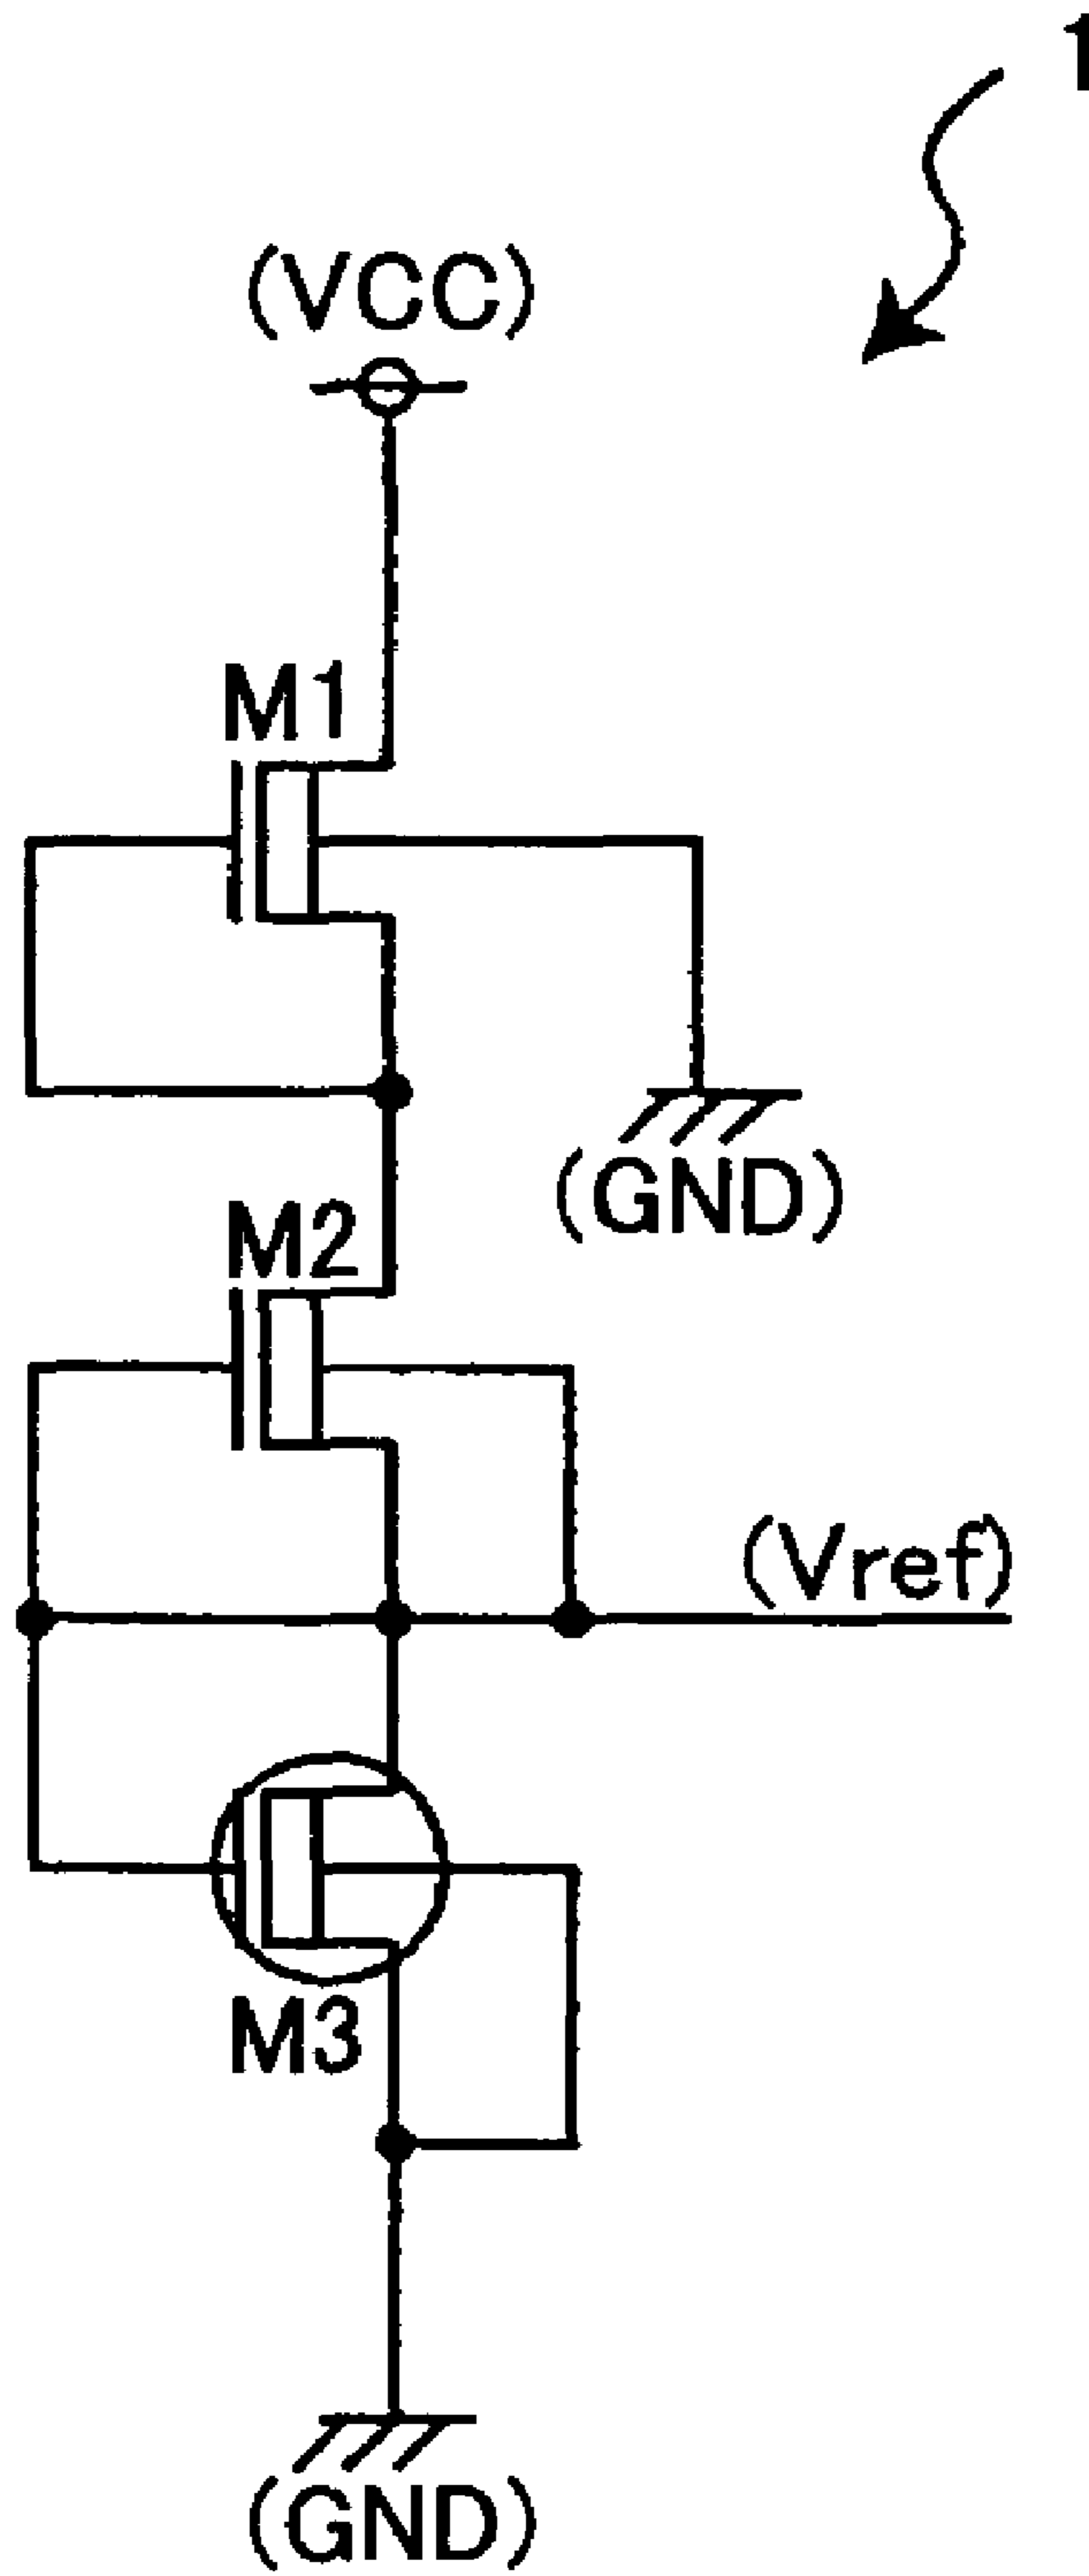 1
(VCC)
M1
(GND)
M2
(Vref)
M3
(GND)